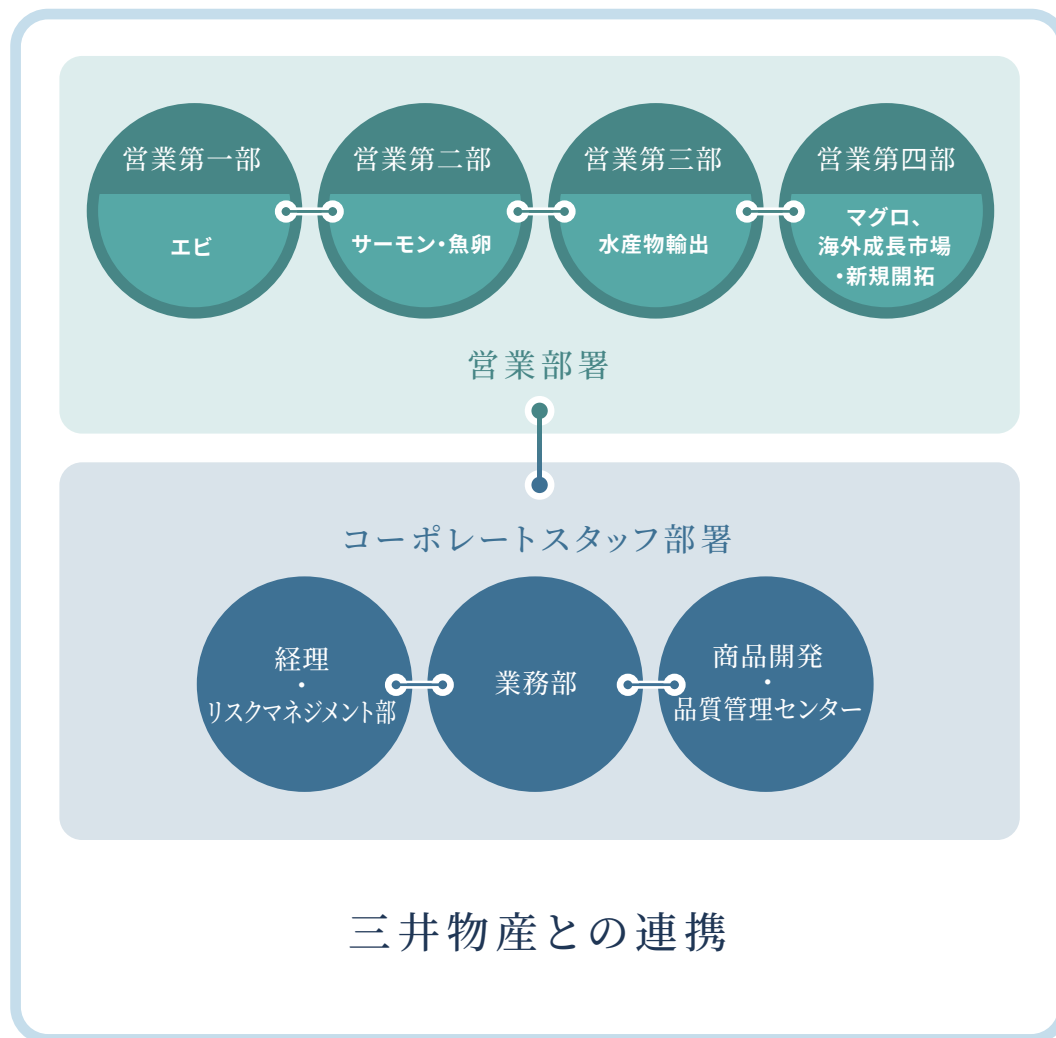 営業第一部
エビ
営業第二部
サーモン・魚卵
営業第三部
水産物輸出
営業第四部
マグロ、
海外成長市場
・新規開拓
営業部署
コーポレートスタッフ部署
経理
・
リスクマネジメント部
業務部
商品開発
・
品質管理センター
三井物産との連携